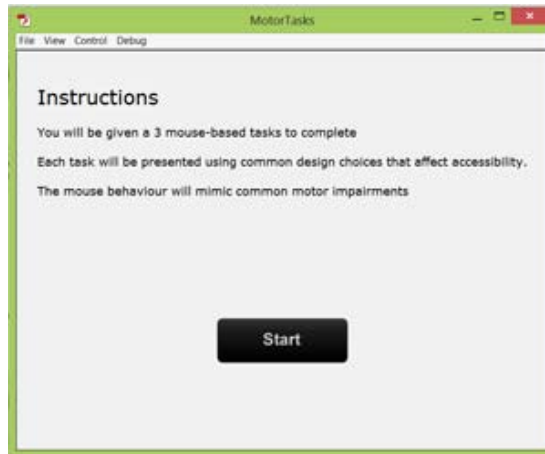 MotorTasks
File View Control Debug
Instructions
You will be given a 3 mouse-based tasks to complete
Each task will be presented using common design choices that affect accessibility.
The mouse behaviour will mimic common motor impairments
Start